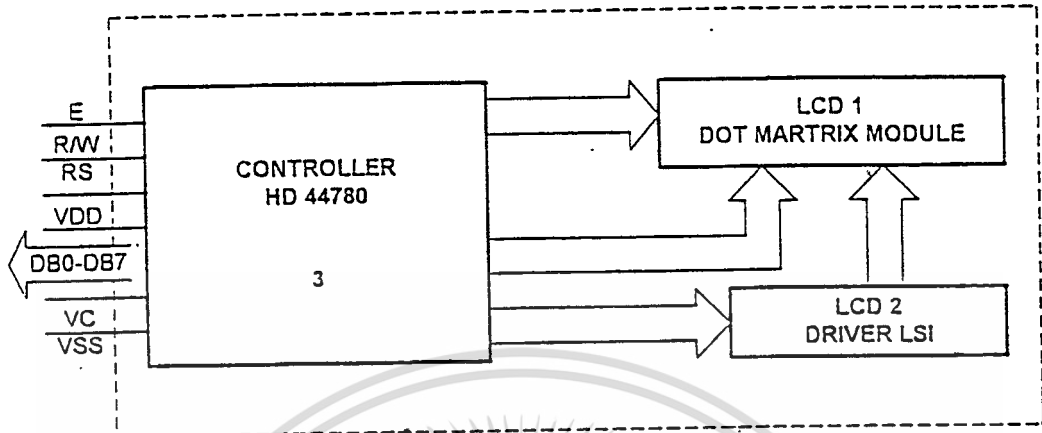 E
R/W
RS
VDD
DB0-DB7
VC
VSS
CONTROLLER
HD 44780
3
LCD 1
DOT MARTRIX MODULE
LCD 2
DRIVER LSI